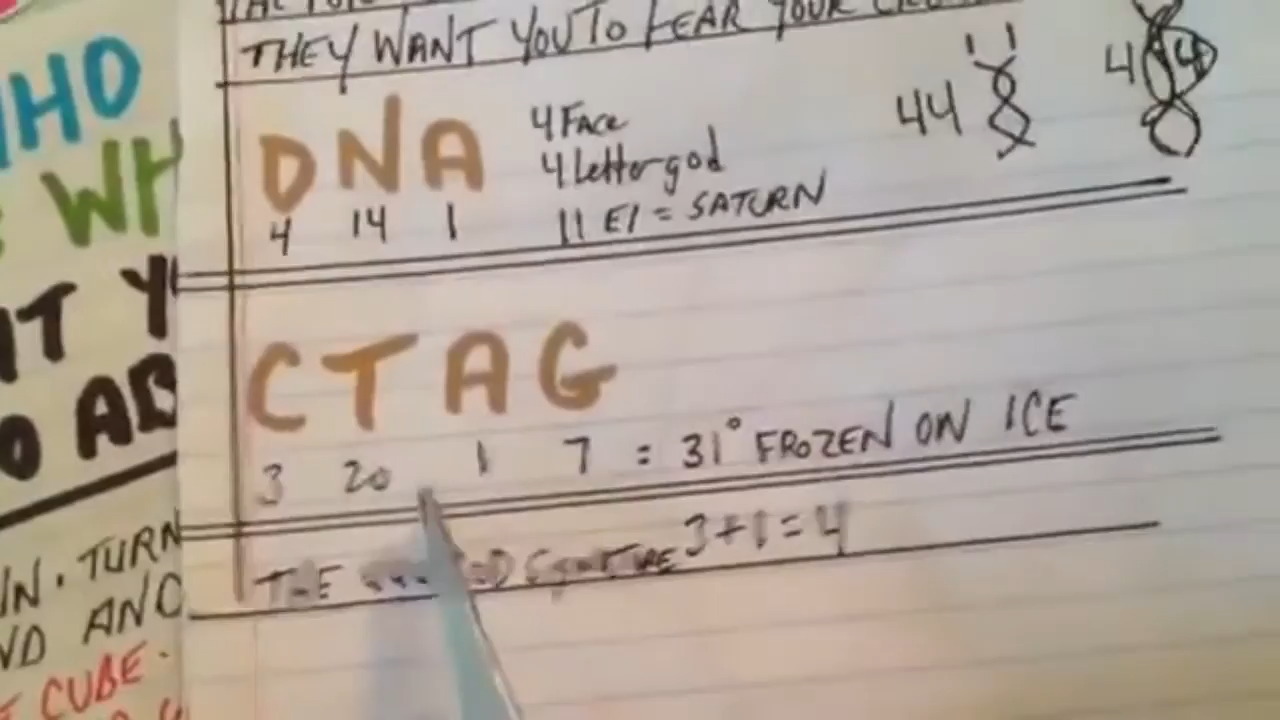 THEY WANT YOU TO FEAR YOUR
DNA
4 14 1
4 Face
4 Letter god
11 El = SATURN
44
4 4
CTAG
3 20 1 7 = 31° FROZEN ON ICE
3+1=4
THE
WHO
WH
IT
O AB
IN. TURN
ND AND
CUBE.